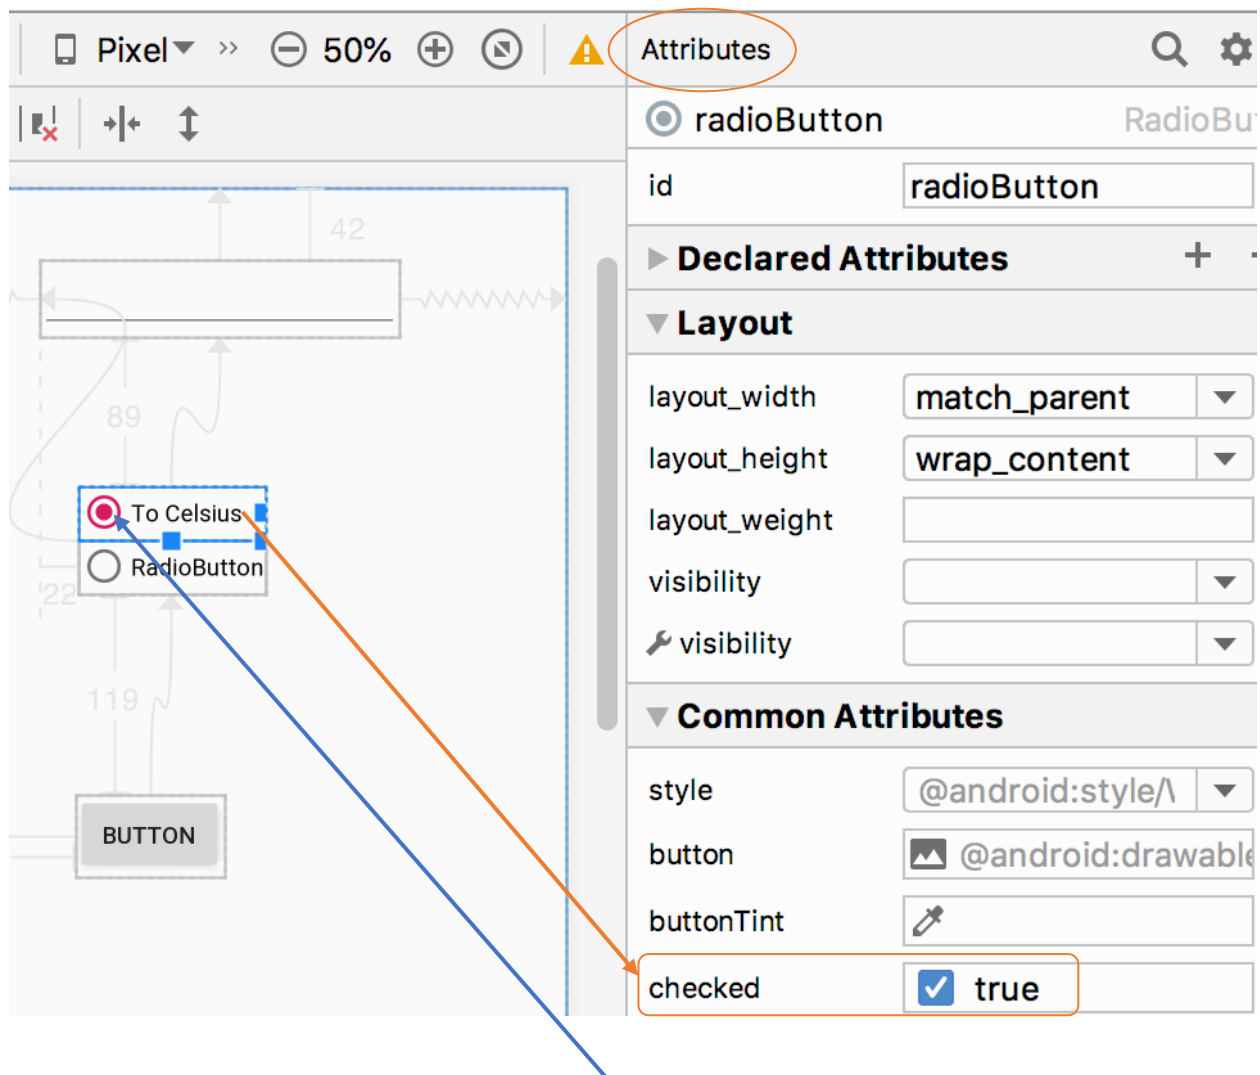 Pixel
50%
Attributes
radioButton
id
radioButton
Declared Attributes
Layout
layout_width
match_parent
layout_height
wrap_content
layout_weight
visibility
visibility
Common Attributes
style
@android:style/
button
@android:drawable
buttonTint
checked
true
42
89
To Celsius
RadioButton
22
119
BUTTON